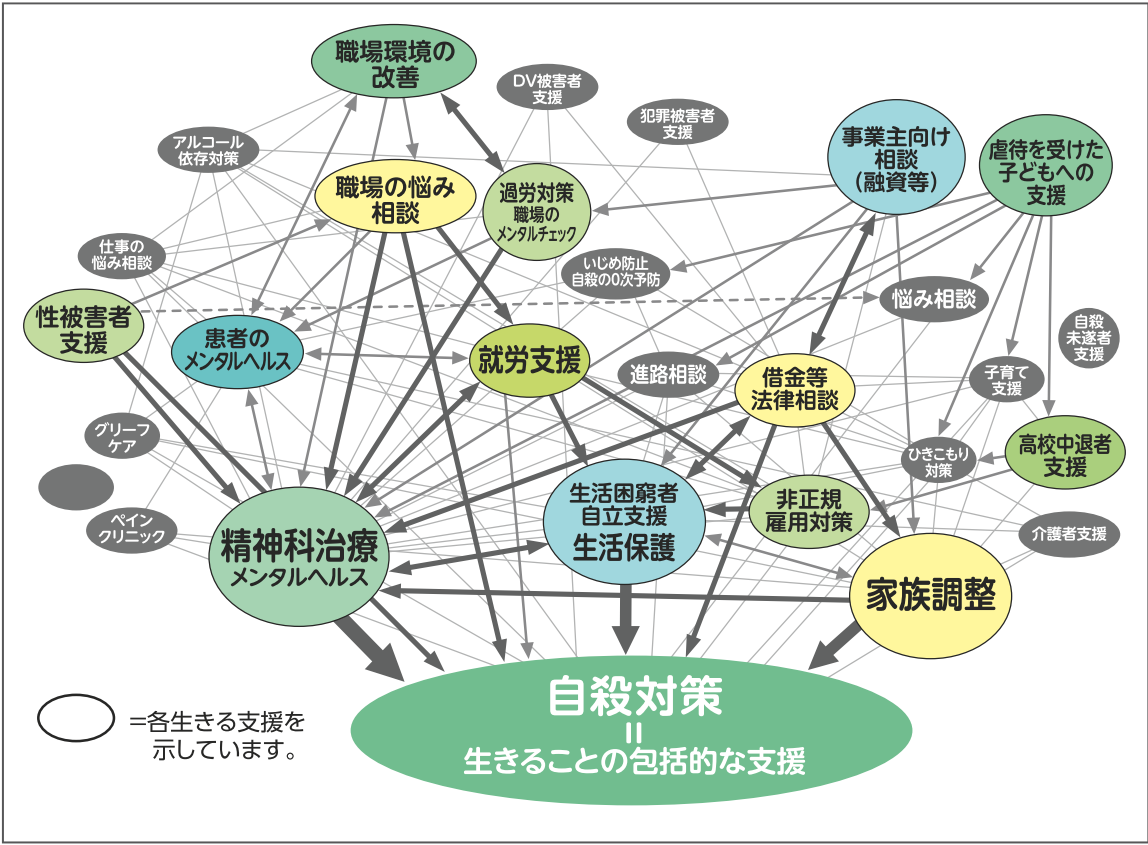 職場環境の
改善
DV被害者
支援
犯罪被害者
支援
アルコール
依存対策
事業主向け
相談
（融資等）
虐待を受けた
子どもへの
支援
職場の悩み
相談
過労対策
職場の
メンタルチェック
仕事の
悩み相談
いじめ防止
自殺の0次予防
悩み相談
性被害者
支援
患者の
メンタルヘルス
就労支援
進路相談
借金等
法律相談
自殺
未遂者
支援
子育て
支援
グリーフ
ケア
ひきこもり
対策
高校中退者
支援
ペイン
クリニック
精神科治療
メンタルヘルス
生活困窮者
自立支援
生活保護
非正規
雇用対策
介護者支援
家族調整
自殺対策
=
生きることの包括的な支援
＝各生きる支援を
示しています。